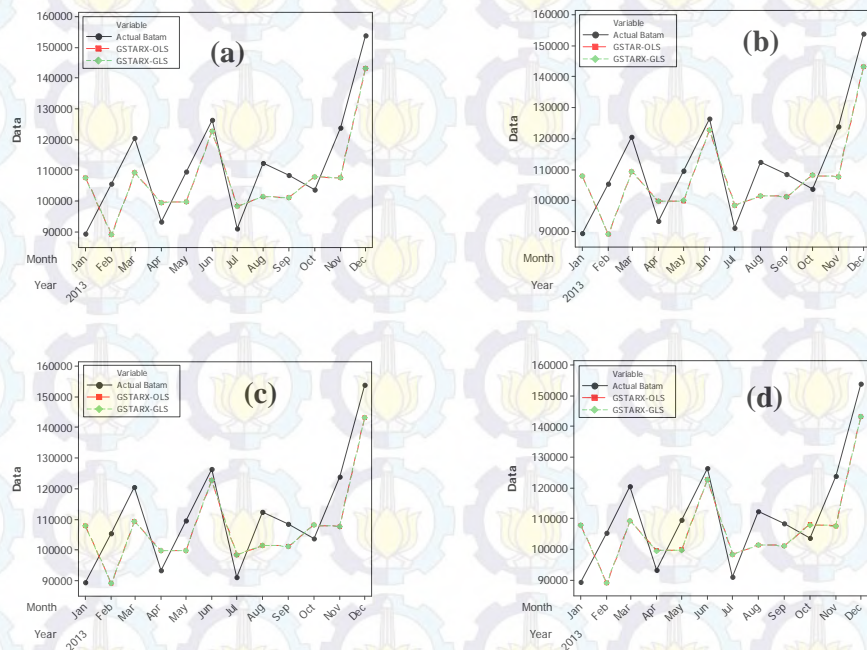 160000
150000
140000
130000
120000
110000
100000
90000
Data
Variable
Actual Batam
GSTARX-OLS
GSTARX-GLS
(a)
Month Jan Feb Mar Apr May Jun Jul Aug Sep Oct Nov Dec
Year 2013
160000
150000
140000
130000
120000
110000
100000
90000
Data
Variable
Actual Batam
GSTAR-OLS
GSTARX-GLS
(b)
Month Jan Feb Mar Apr May Jun Jul Aug Sep Oct Nov Dec
Year 2013
160000
150000
140000
130000
120000
110000
100000
90000
Data
Variable
Actual Batam
GSTARX-OLS
GSTARX-GLS
(c)
Month Jan Feb Mar Apr May Jun Jul Aug Sep Oct Nov Dec
Year 2013
160000
150000
140000
130000
120000
110000
100000
90000
Data
Variable
Actual Batam
GSTARX-OLS
GSTARX-GLS
(d)
Month Jan Feb Mar Apr May Jun Jul Aug Sep Oct Nov Dec
Year 2013